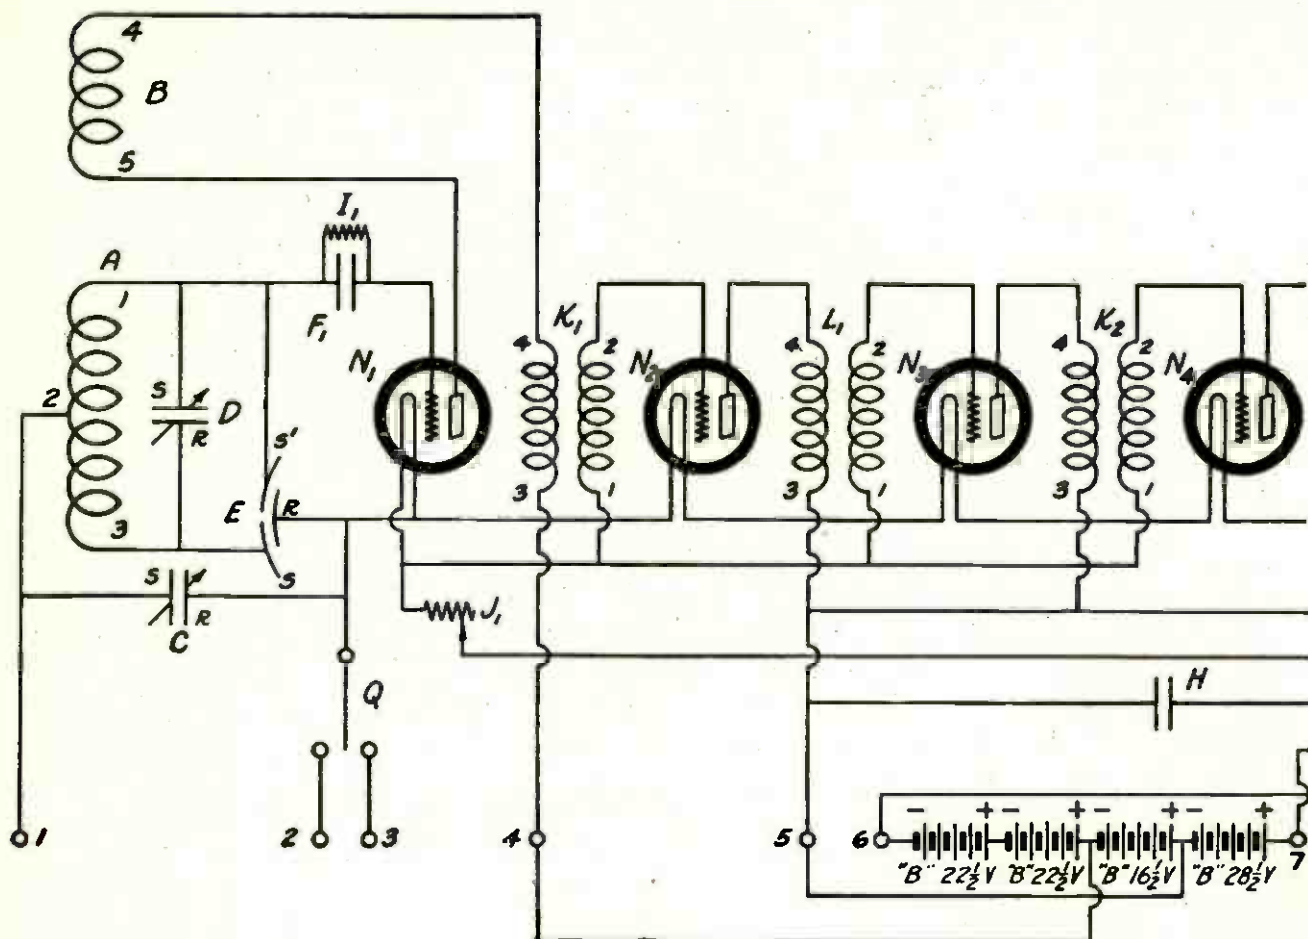 4
B
5
I₁
A
1
F₁
K₁
L₁
K₂
4 2 4 2 4 2
N₁ N₂ N₃ N₄
2
S
D
R
S'
3
E R
3 1 3 1 3 1
S
S
R
C
J₁
Q
H
- + - + - + - +
1 2 3 4 5 6 7
"B" 22½V "B" 22½V "B" 16½V "B" 28½V